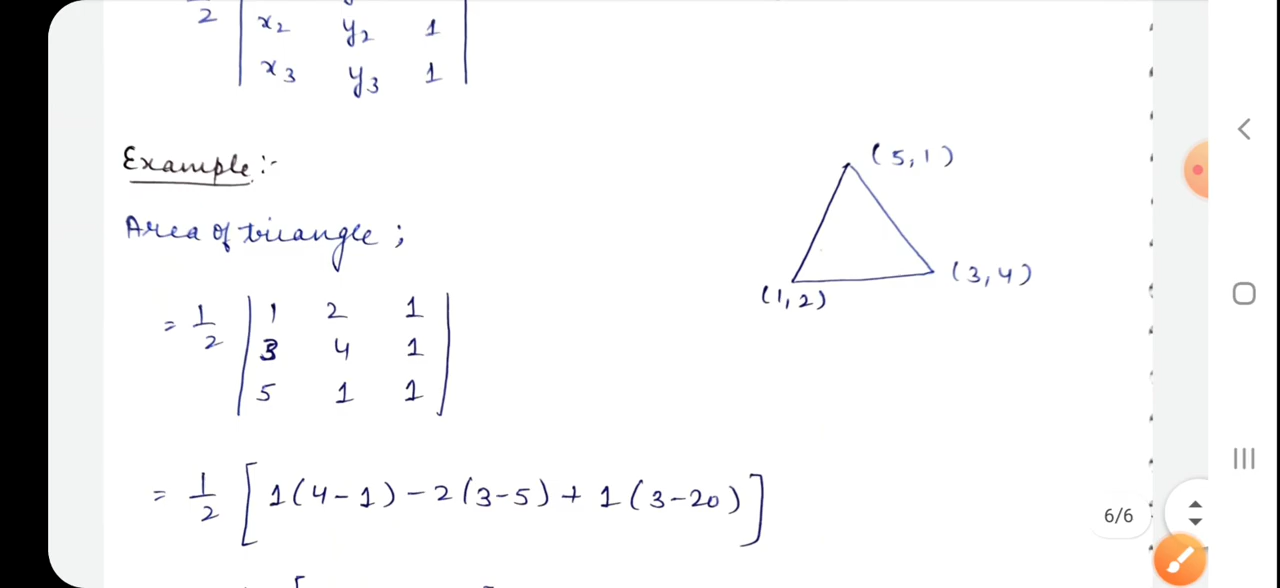 1/2 | x₂ y₂ 1 |
| x₃ y₃ 1 |
Example :-
(5,1)
Area of triangle ;
(3,4)
(1,2)
= 1/2 | 1 2 1 |
| 3 4 1 |
| 5 1 1 |
= 1/2 [ 1(4-1) - 2(3-5) + 1(3-20) ]
6/6